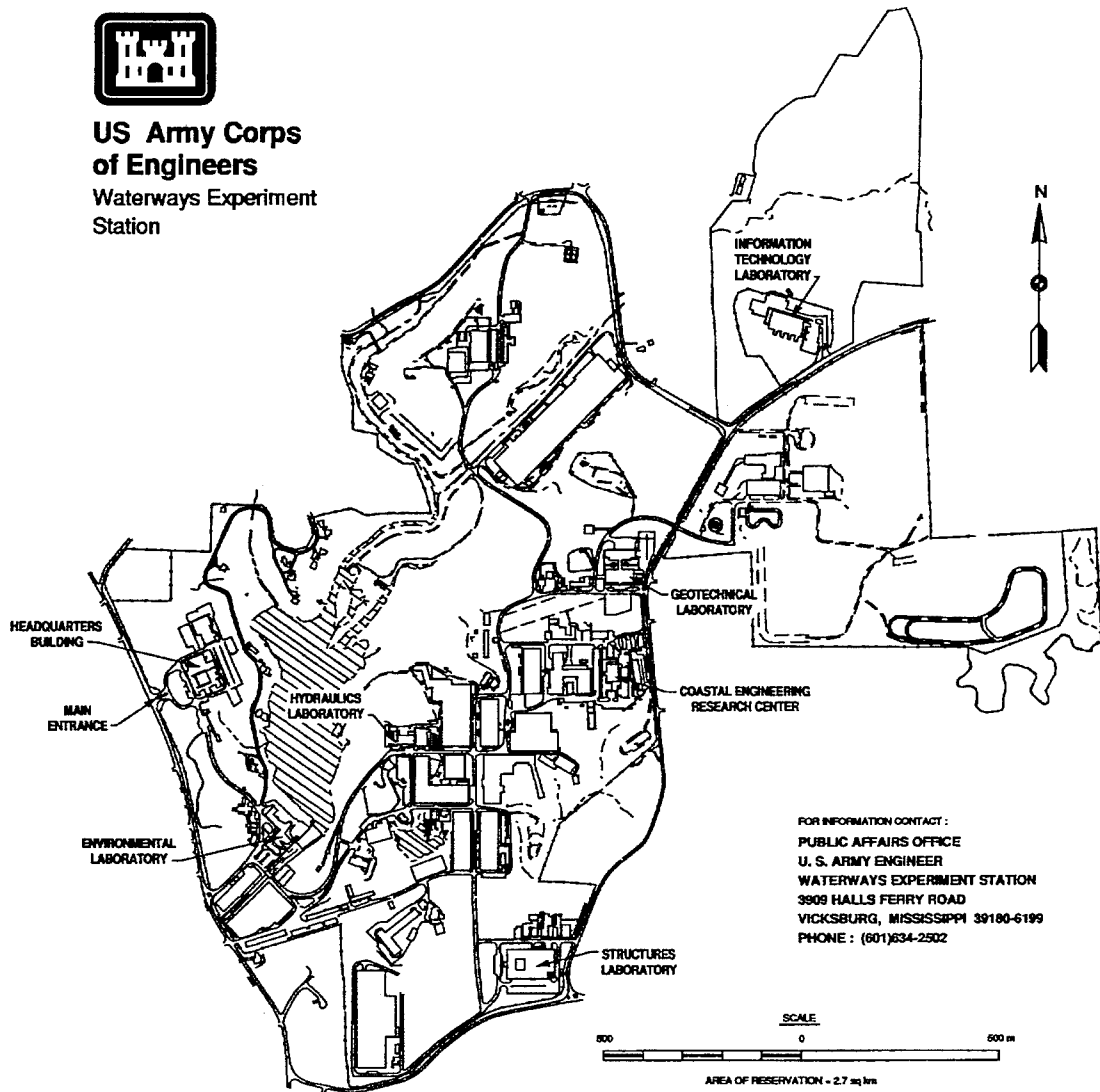 US Army Corps
of Engineers
Waterways Experiment
Station
N
INFORMATION
TECHNOLOGY
LABORATORY
GEOTECHNICAL
LABORATORY
HEADQUARTERS
BUILDING
MAIN
ENTRANCE
HYDRAULICS
LABORATORY
COASTAL ENGINEERING
RESEARCH CENTER
ENVIRONMENTAL
LABORATORY
STRUCTURES
LABORATORY
FOR INFORMATION CONTACT :
PUBLIC AFFAIRS OFFICE
U. S. ARMY ENGINEER
WATERWAYS EXPERIMENT STATION
3909 HALLS FERRY ROAD
VICKSBURG, MISSISSIPPI 39180-6199
PHONE : (601)634-2502
SCALE
500 0 500 m
AREA OF RESERVATION - 2.7 sq km